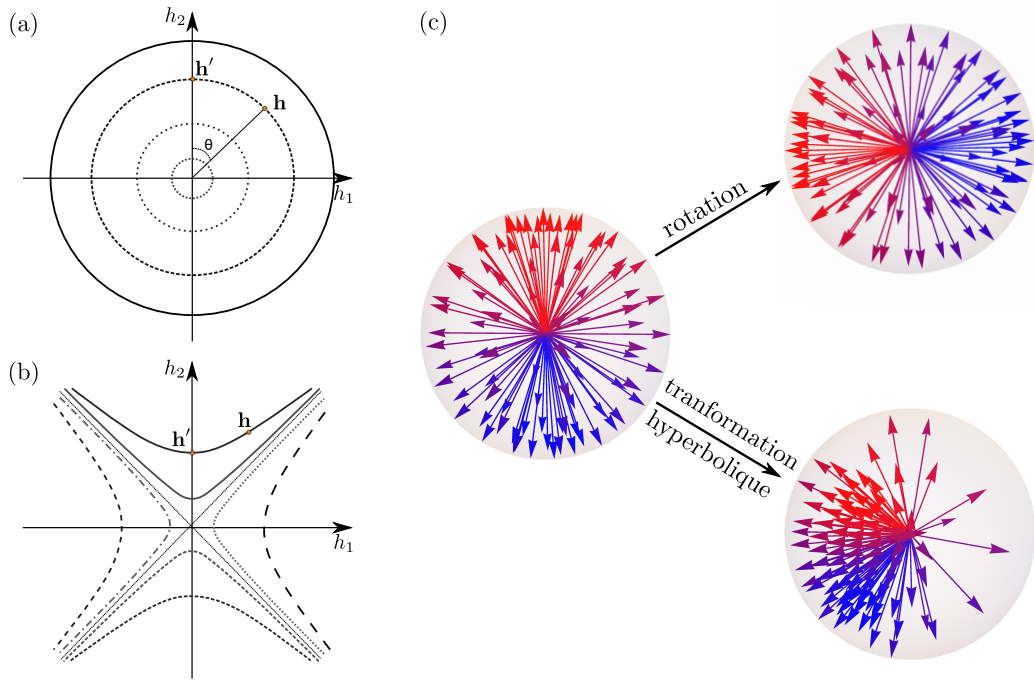 (a)
h₂
h′
h
θ
h₁
(b)
h₂
h′
h
h₁
(c)
rotation
tranformation
hyperbolique